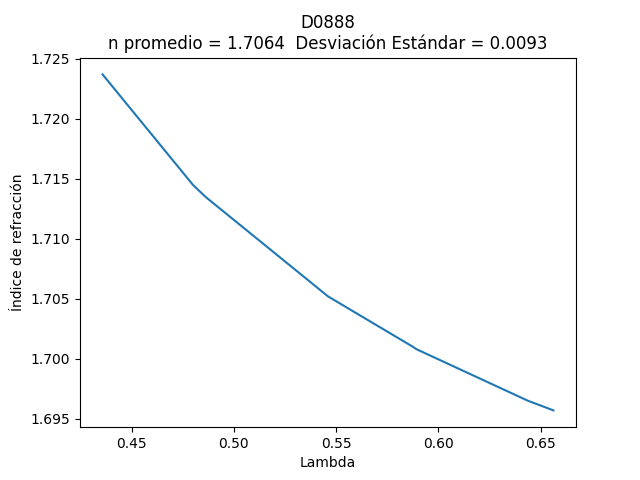 D0888
n promedio = 1.7064 Desviación Estándar = 0.0093
1.725
1.720
1.715
1.710
1.705
1.700
1.695
Índice de refracción
0.45 0.50 0.55 0.60 0.65
Lambda